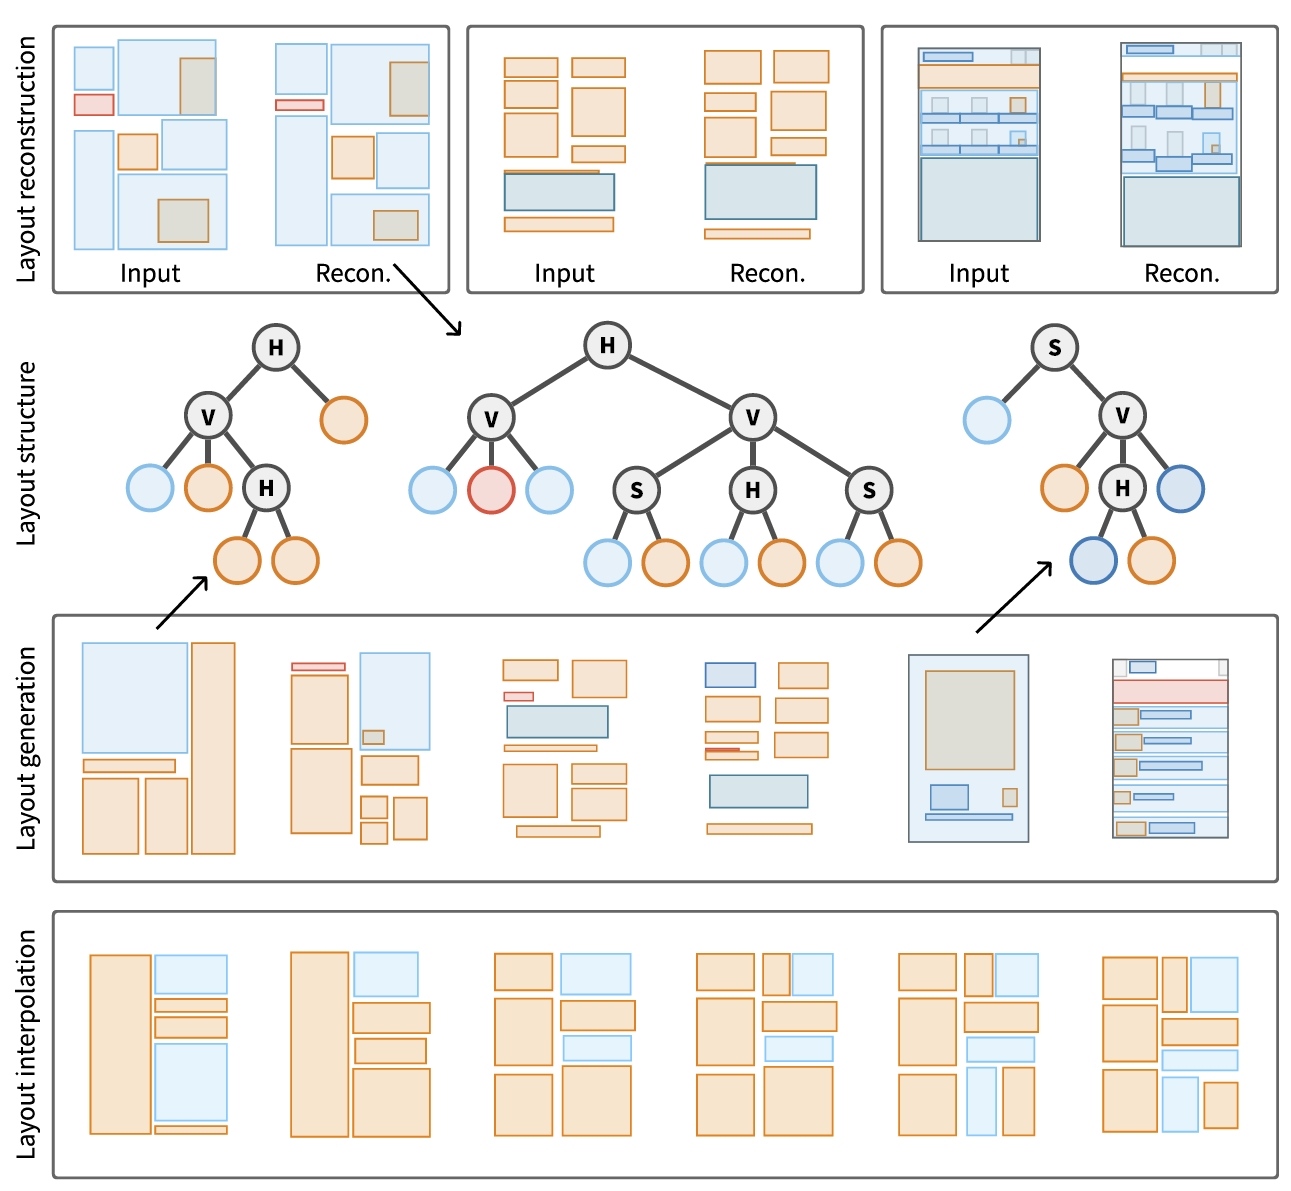 Layout reconstruction
Input
Recon.
Input
Recon.
Input
Recon.
Layout structure
H
V
H
H
V
V
S
H
S
S
V
H
Layout generation
Layout interpolation